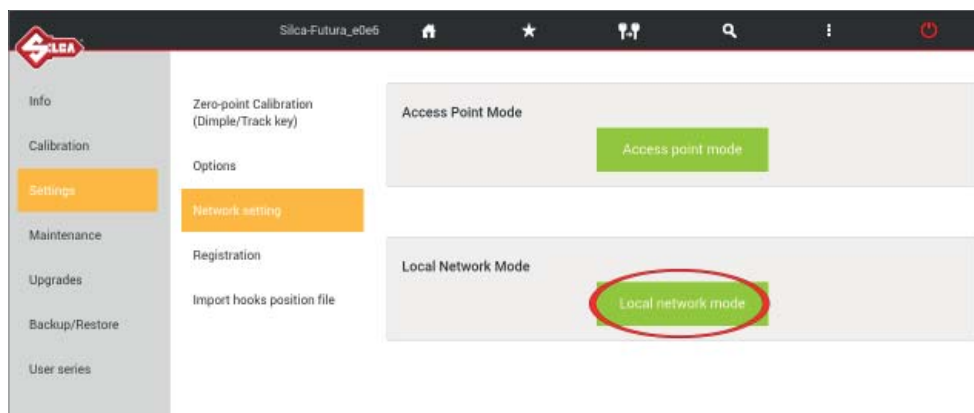 SILCA
Silca-Futura_e0e6
Info
Calibration
Settings
Maintenance
Upgrades
Backup/Restore
User series
Zero-point Calibration
(Dimple/Track key)
Options
Network setting
Registration
Import hooks position file
Access Point Mode
Access point mode
Local Network Mode
Local network mode